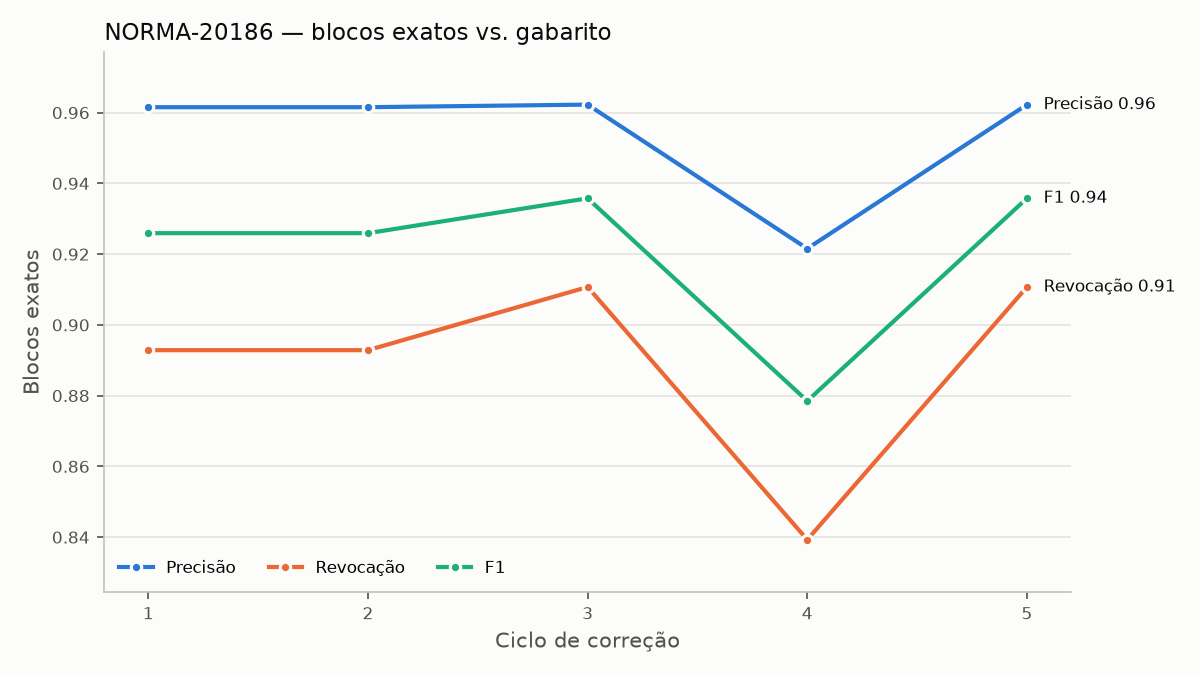 NORMA-20186 — blocos exatos vs. gabarito
Blocos exatos
0.96
0.94
0.92
0.90
0.88
0.86
0.84
Precisão 0.96
F1 0.94
Revocação 0.91
Precisão Revocação F1
1 2 3 4 5
Ciclo de correção